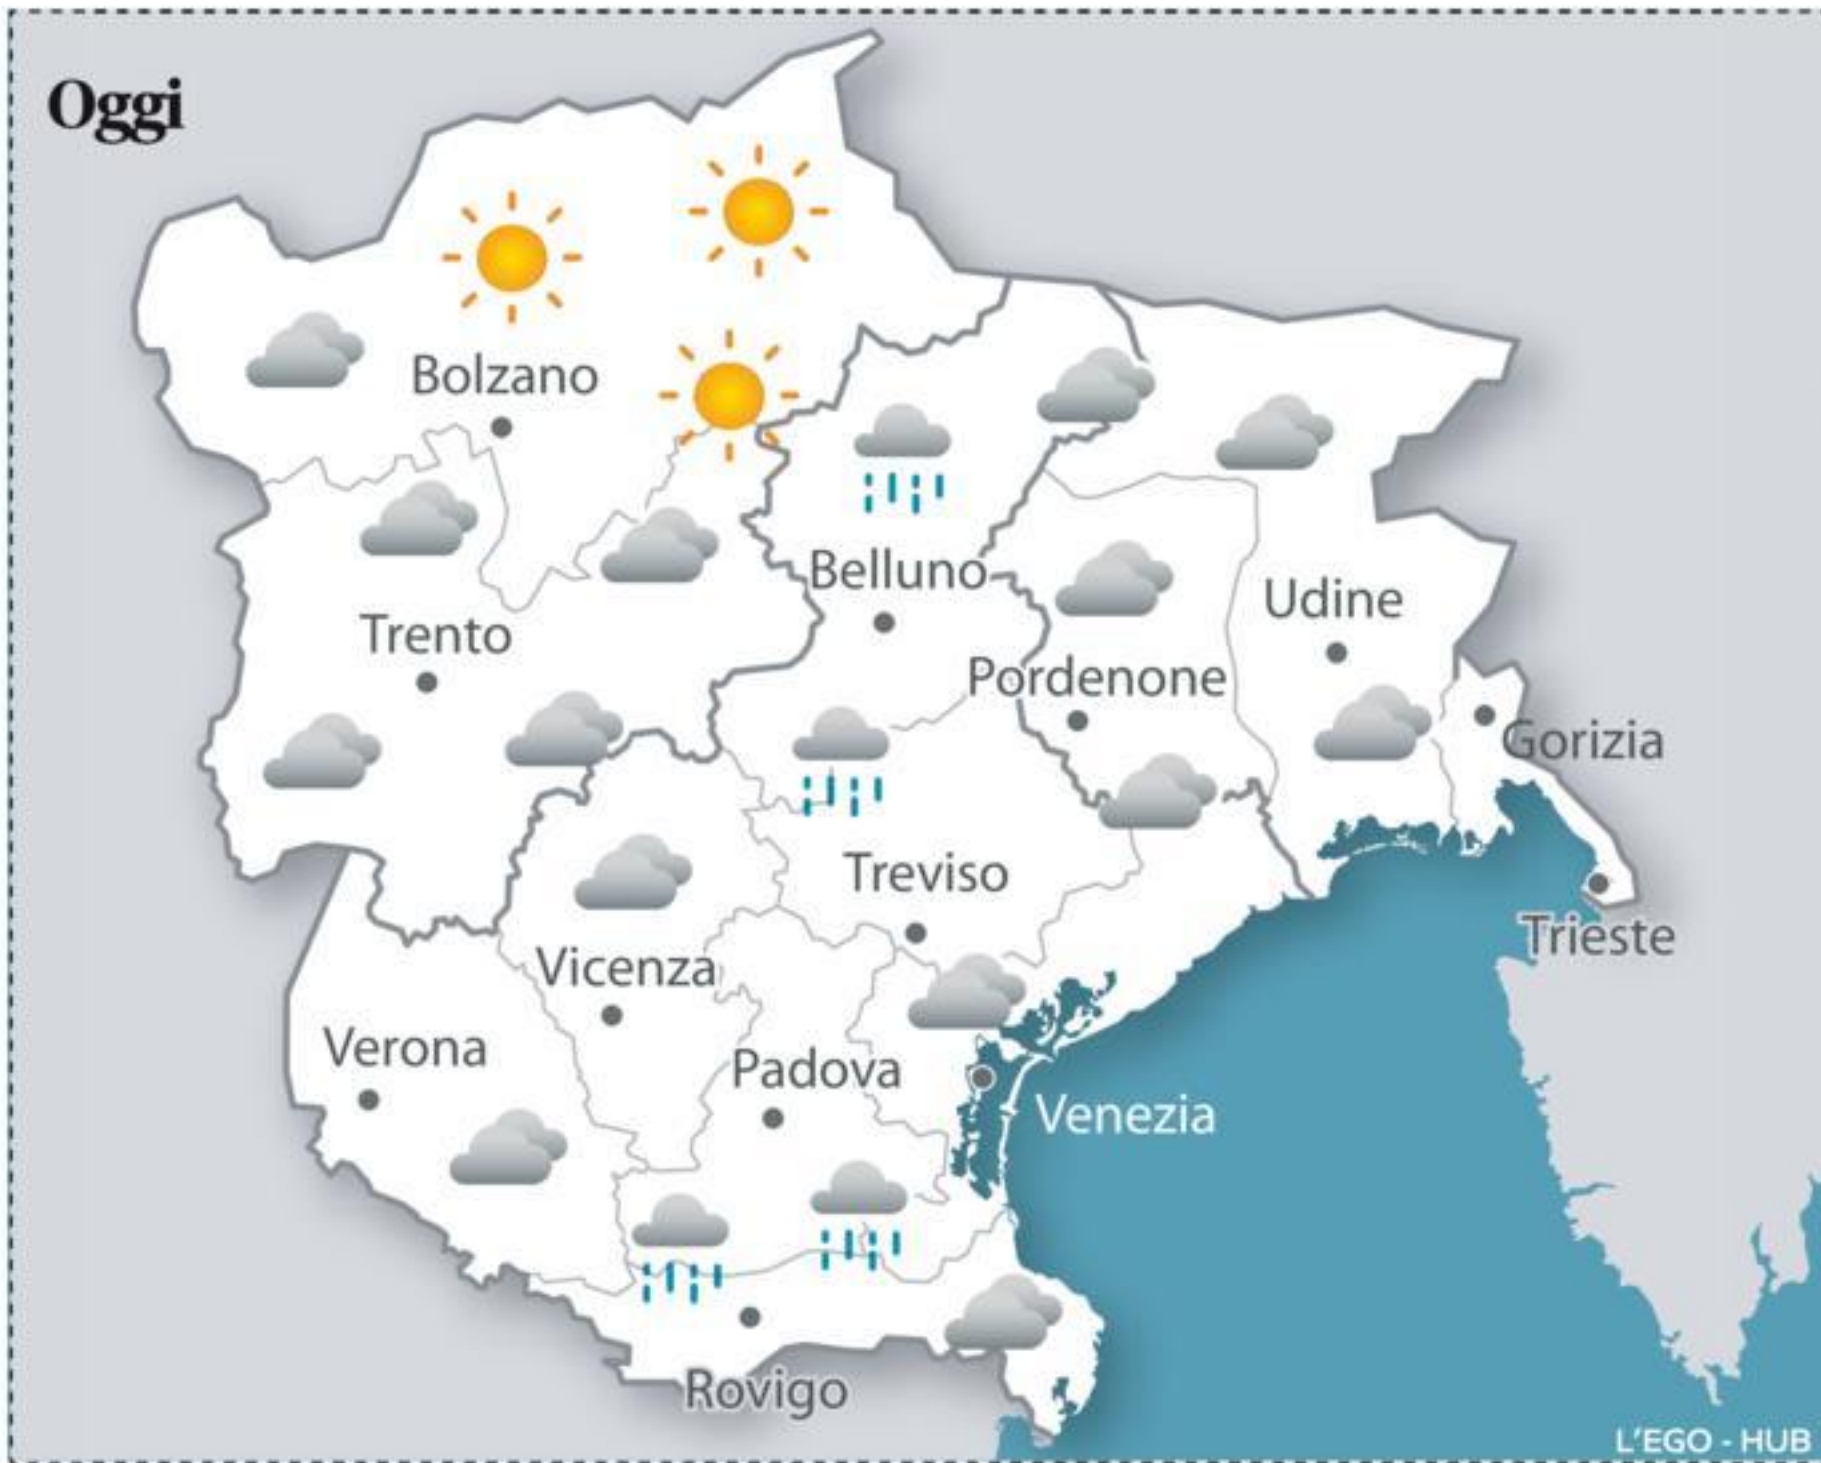 Oggi
Bolzano
Belluno
Udine
Trento
Pordenone
Gorizia
Treviso
Trieste
Vicenza
Verona
Padova
Venezia
Rovigo
L'EGO - HUB